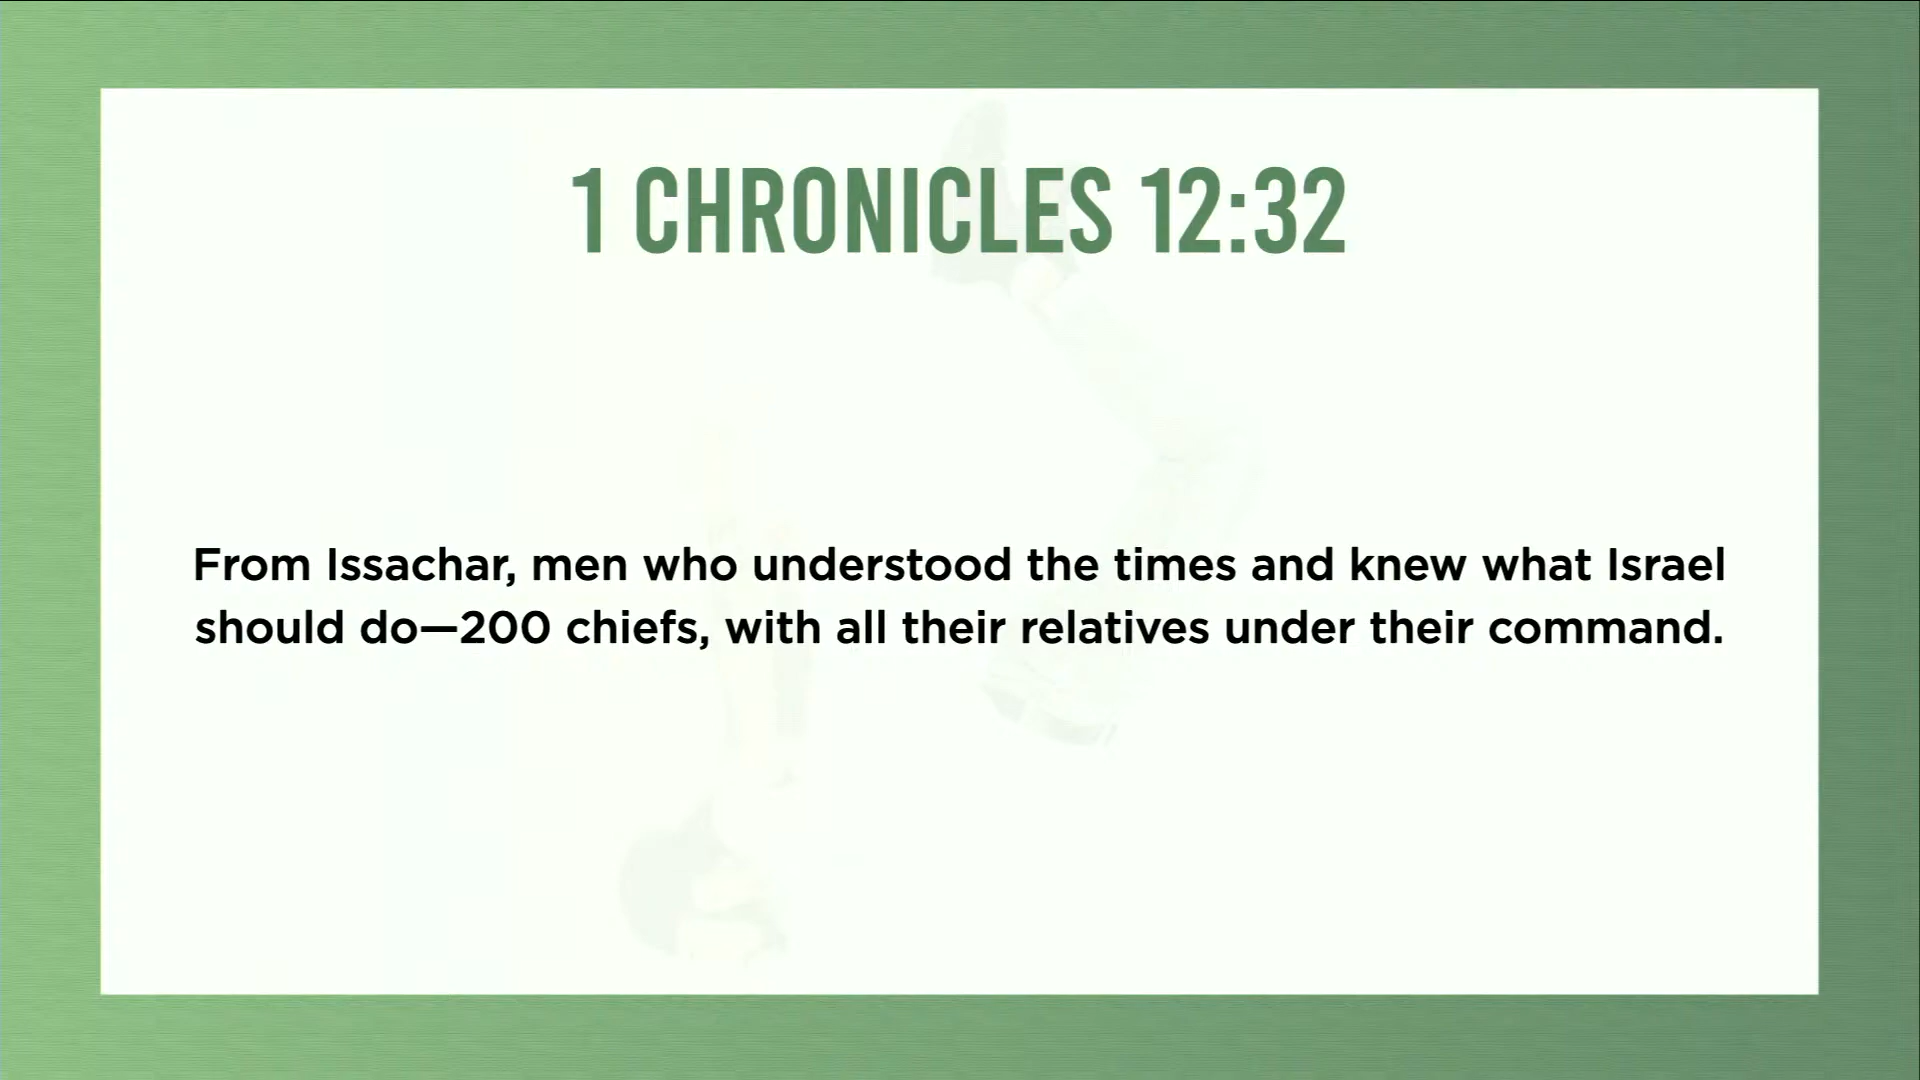 1 CHRONICLES 12:32
From Issachar, men who understood the times and knew what Israel
should do—200 chiefs, with all their relatives under their command.